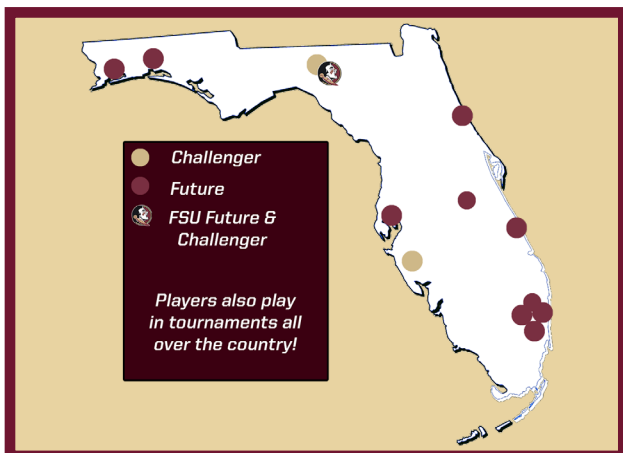 Challenger
Future
FSU Future &
Challenger
Players also play
in tournaments all
over the country!